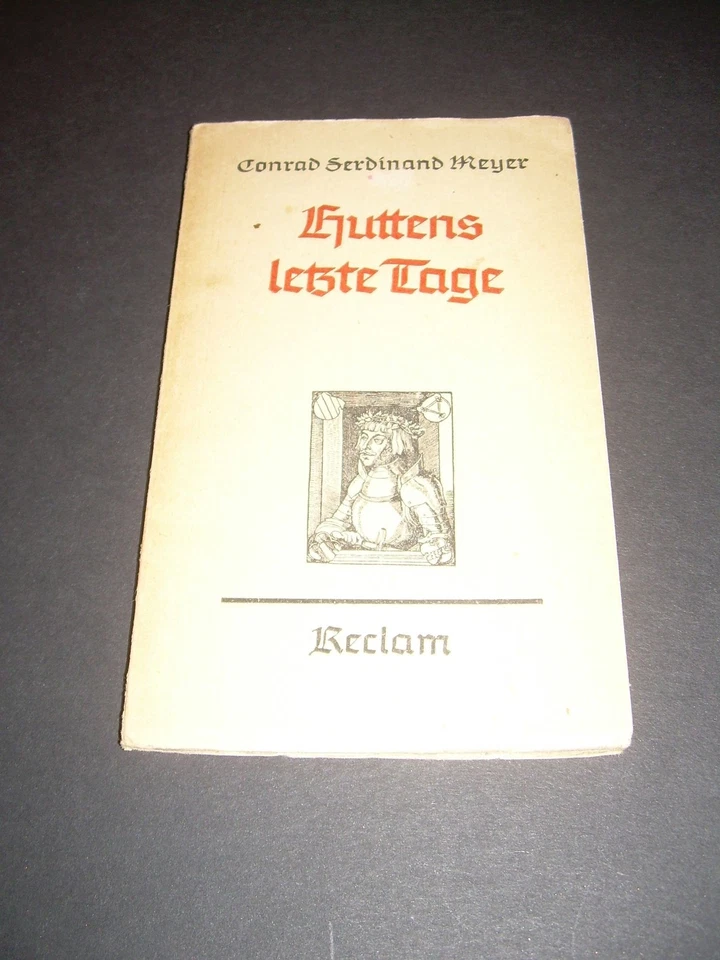 Conrad Ferdinand Meyer
Huttens
letzte Tage
Reclam